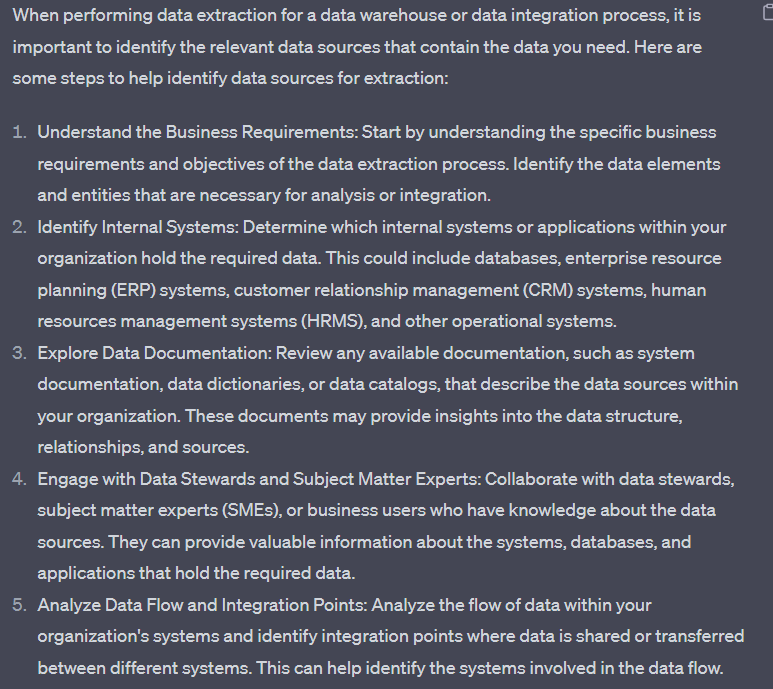 When performing data extraction for a data warehouse or data integration process, it is
important to identify the relevant data sources that contain the data you need. Here are
some steps to help identify data sources for extraction:
1. Understand the Business Requirements: Start by understanding the specific business
requirements and objectives of the data extraction process. Identify the data elements
and entities that are necessary for analysis or integration.
2. Identify Internal Systems: Determine which internal systems or applications within your
organization hold the required data. This could include databases, enterprise resource
planning (ERP) systems, customer relationship management (CRM) systems, human
resources management systems (HRMS), and other operational systems.
3. Explore Data Documentation: Review any available documentation, such as system
documentation, data dictionaries, or data catalogs, that describe the data sources within
your organization. These documents may provide insights into the data structure,
relationships, and sources.
4. Engage with Data Stewards and Subject Matter Experts: Collaborate with data stewards,
subject matter experts (SMEs), or business users who have knowledge about the data
sources. They can provide valuable information about the systems, databases, and
applications that hold the required data.
5. Analyze Data Flow and Integration Points: Analyze the flow of data within your
organization's systems and identify integration points where data is shared or transferred
between different systems. This can help identify the systems involved in the data flow.